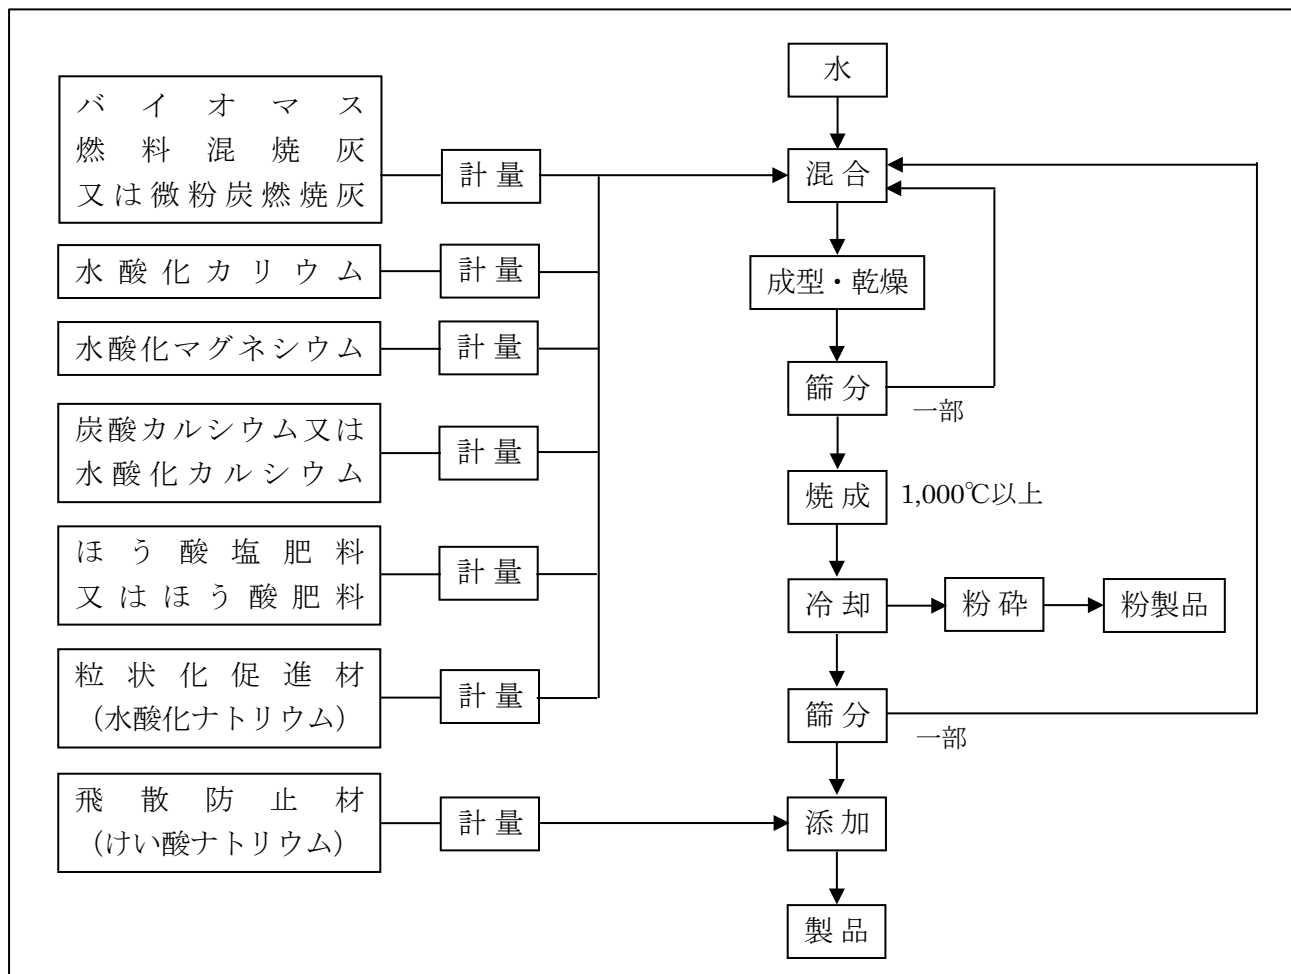 バイオマス
燃料混焼灰
又は微粉炭燃焼灰
計量
水酸化カリウム
計量
水酸化マグネシウム
計量
炭酸カルシウム又は
水酸化カルシウム
計量
ほう酸塩肥料
又はほう酸肥料
計量
粒状化促進材
（水酸化ナトリウム）
計量
飛散防止材
（けい酸ナトリウム）
計量
水
混合
成型・乾燥
篩分
一部
焼成
1,000℃以上
冷却
粉砕
粉製品
篩分
一部
添加
製品